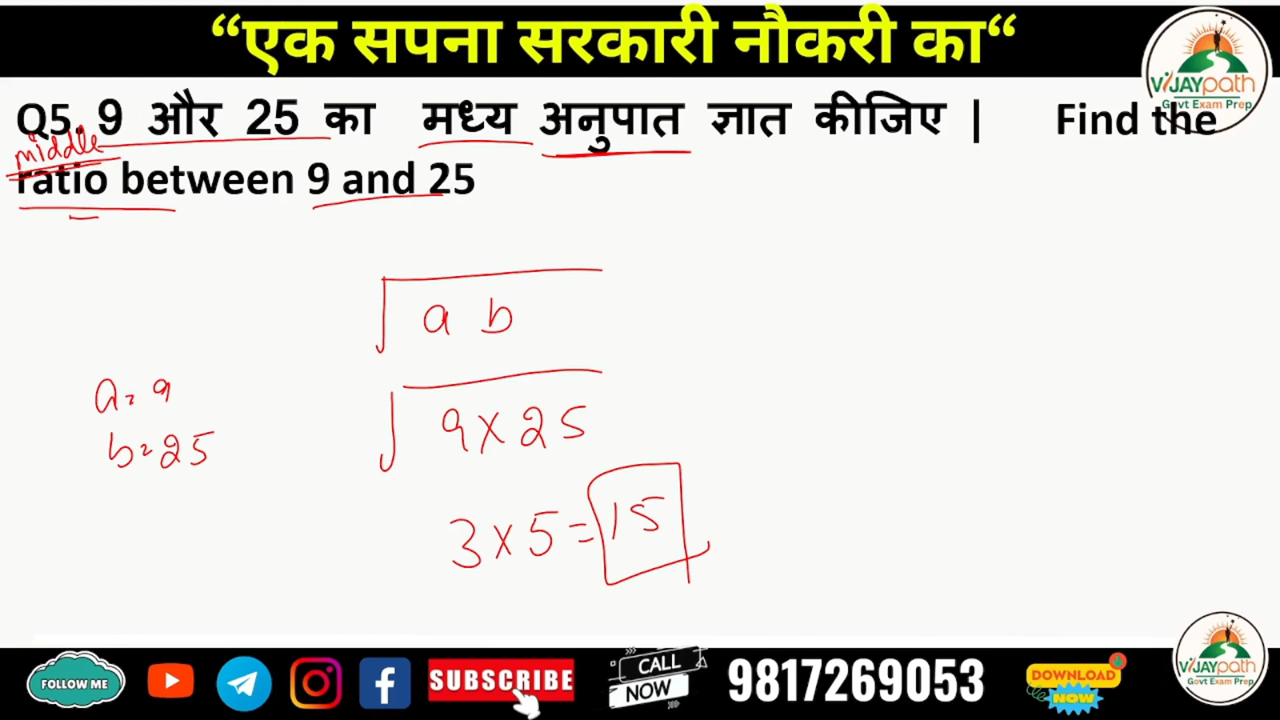 “एक सपना सरकारी नौकरी का“
VIJAYpath
Govt Exam Prep
Q5 9 और 25 का मध्य अनुपात ज्ञात कीजिए | Find the
middle
ratio between 9 and 25
√ab
a = 9
b = 25
√9 × 25
3 × 5 = 15
VIJAYpath
Govt Exam Prep
FOLLOW ME
SUBSCRIBE
CALL
NOW
9817269053
DOWNLOAD
NOW